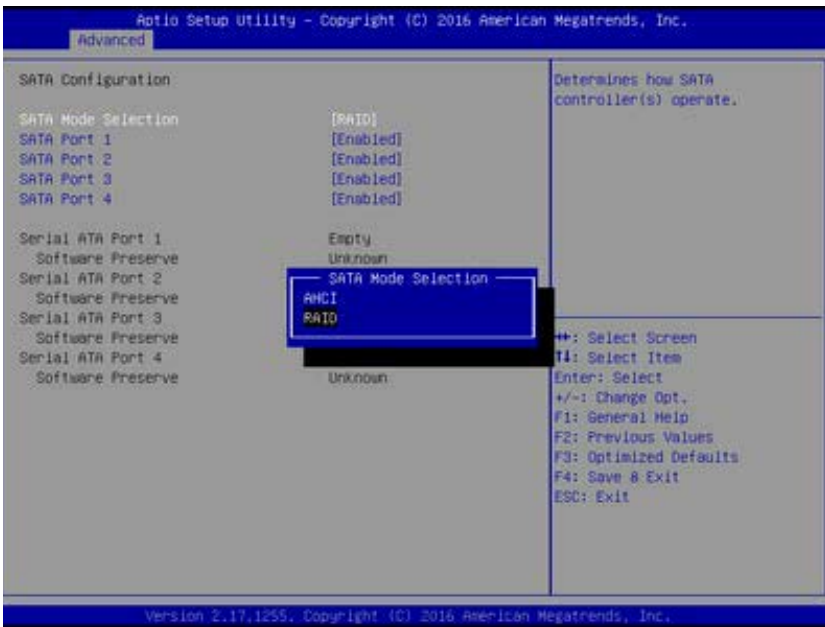 Aptio Setup Utility - Copyright (C) 2016 American Megatrends, Inc.
Advanced
SATA Configuration
SATA Mode Selection [RAID]
SATA Port 1 [Enabled]
SATA Port 2 [Enabled]
SATA Port 3 [Enabled]
SATA Port 4 [Enabled]
Serial ATA Port 1 Empty
Software Preserve Unknown
Serial ATA Port 2
Software Preserve
Serial ATA Port 3
Software Preserve
Serial ATA Port 4
Software Preserve Unknown
SATA Mode Selection
AHCI
RAID
Determines how SATA
controller(s) operate.
↔: Select Screen
↑↓: Select Item
Enter: Select
+/-: Change Opt.
F1: General Help
F2: Previous Values
F3: Optimized Defaults
F4: Save & Exit
ESC: Exit
Version 2.17.1255. Copyright (C) 2016 American Megatrends, Inc.